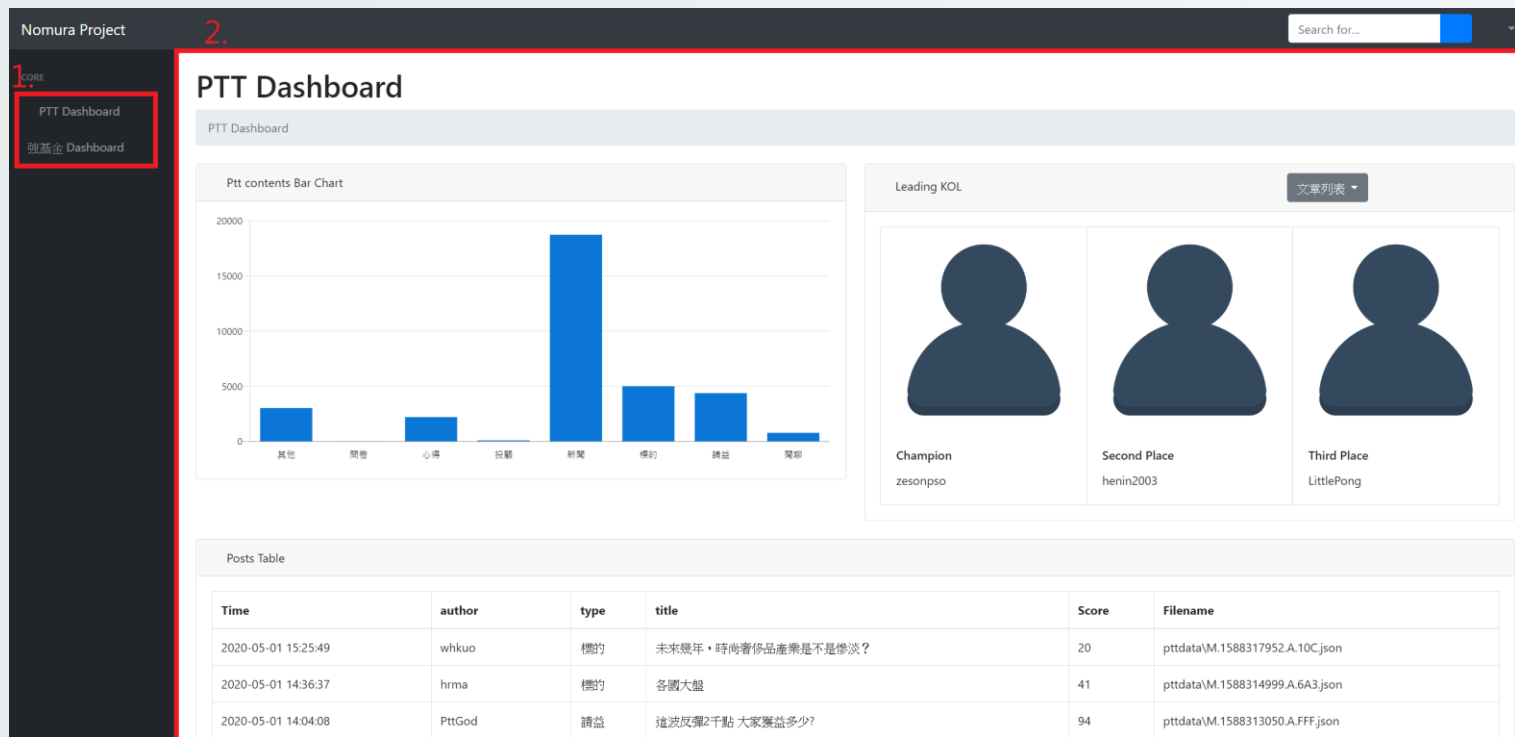 Nomura Project
2.
Search for...
1.
CORE
PTT Dashboard
強基金 Dashboard
PTT Dashboard
PTT Dashboard
Ptt contents Bar Chart
20000
15000
10000
5000
0
其他 問卷 心得 投顧 新聞 標的 請益 閒聊
Leading KOL
文章列表
Champion Second Place Third Place
zesonpso henin2003 LittlePong
Posts Table
Time author type title Score Filename
2020-05-01 15:25:49 whkuo 標的 未來幾年，時尚奢侈品產業是不是慘淡？ 20 pttdata\M.1588317952.A.10C.json
2020-05-01 14:36:37 hrma 標的 各國大盤 41 pttdata\M.1588314999.A.6A3.json
2020-05-01 14:04:08 PttGod 請益 這波反彈2千點 大家獲益多少? 94 pttdata\M.1588313050.A.FFF.json